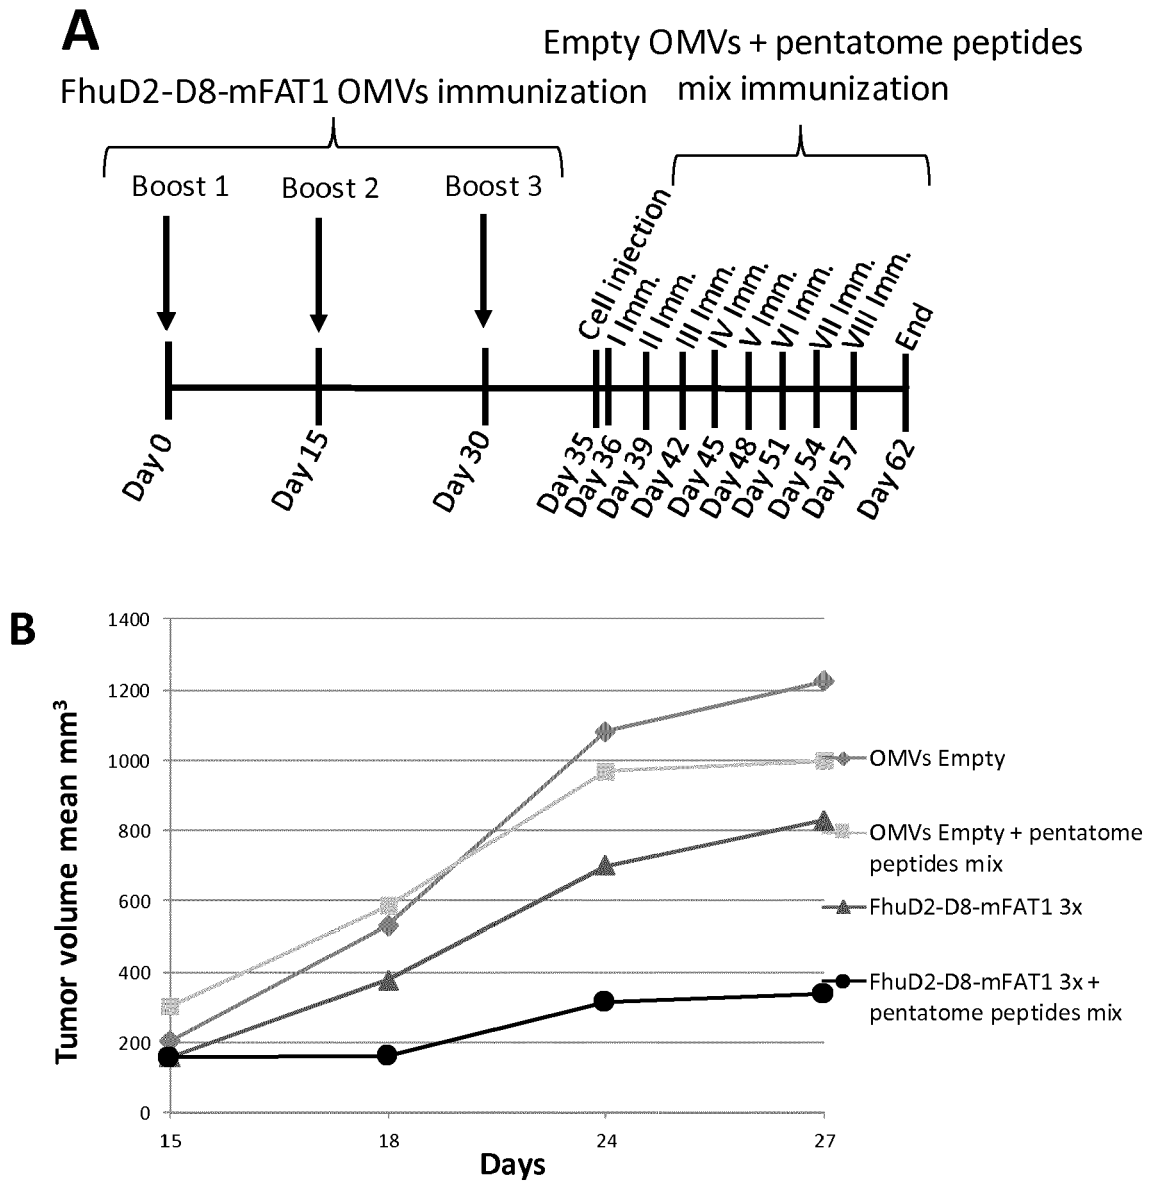 A
Empty OMVs + pentatome peptides
mix immunization
FhuD2-D8-mFAT1 OMVs immunization
Boost 1
Boost 2
Boost 3
Cell injection
I Imm.
II Imm.
III Imm.
IV Imm.
V Imm.
VI Imm.
VII Imm.
VIII Imm.
End
Day 0
Day 15
Day 30
Day 35
Day 36
Day 39
Day 42
Day 45
Day 48
Day 51
Day 54
Day 57
Day 62
B
Tumor volume mean mm³
1400
1200
1000
800
600
400
200
0
15
18
24
27
Days
OMVs Empty
OMVs Empty + pentatome
peptides mix
FhuD2-D8-mFAT1 3x
FhuD2-D8-mFAT1 3x +
pentatome peptides mix